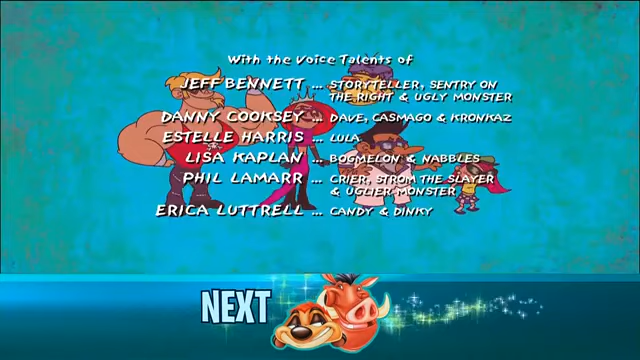 With the Voice Talents of
JEFF BENNETT ... STORYTELLER, SENTRY ON
THE RIGHT & UGLY MONSTER
DANNY COOKSEY ... DAVE, CASMAGO & KRONKAZ
ESTELLE HARRIS ... LULA
LISA KAPLAN ... BOGMELON & NABBLES
PHIL LAMARR ... CRIER, STROM THE SLAYER
& UGLIER MONSTER
ERICA LUTTRELL ... CANDY & DINKY
NEXT